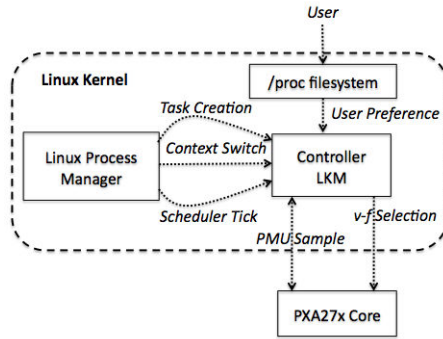 User
/proc filesystem
Linux Kernel
User Preference
Task Creation
Linux Process
Manager
Context Switch
Controller
LKM
Scheduler Tick
v-f Selection
PMU Sample
PXA27x Core